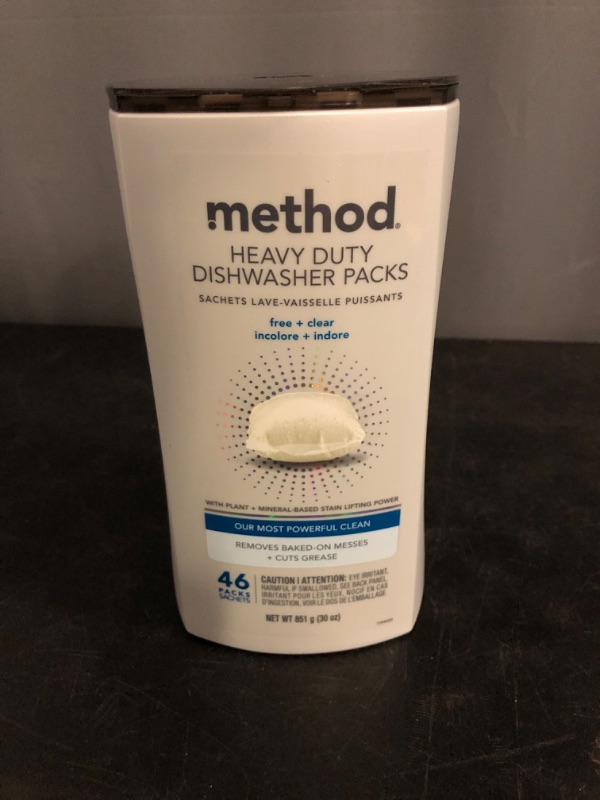 method®
HEAVY DUTY
DISHWASHER PACKS
SACHETS LAVE-VAISSELLE PUISSANTS
free + clear
incolore + indore
WITH PLANT + MINERAL-BASED STAIN LIFTING POWER
OUR MOST POWERFUL CLEAN
REMOVES BAKED-ON MESSES
+ CUTS GREASE
46
PACKS
SACHETS
CAUTION | ATTENTION: EYE IRRITANT.
HARMFUL IF SWALLOWED. SEE BACK PANEL.
IRRITANT POUR LES YEUX. NOCIF EN CAS
D'INGESTION. VOIR LE DOS DE L'EMBALLAGE.
NET WT 851 g (30 oz)